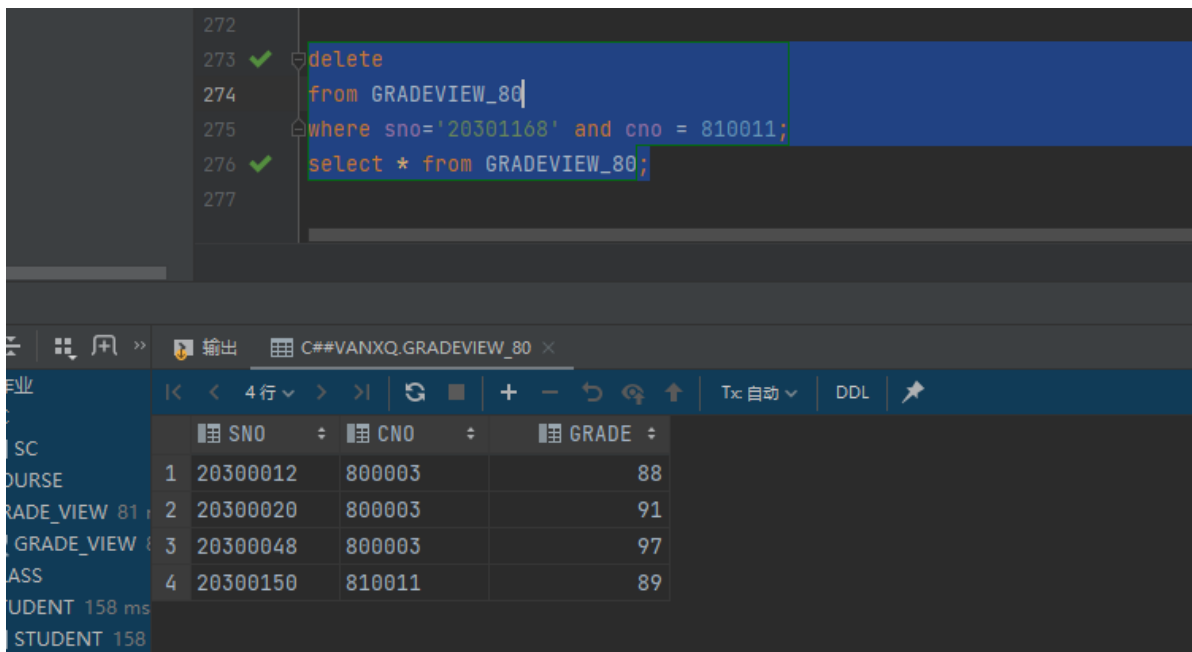 272
273 delete
274 from GRADEVIEW_80
275 where sno='20301168' and cno = 810011;
276 select * from GRADEVIEW_80;
277
输出 C##VANXQ.GRADEVIEW_80
作业
4行 Tx: 自动 DDL
SNO CNO GRADE
SC
1 20300012 800003 88
OURSE
2 20300020 800003 91
RADE_VIEW 81
3 20300048 800003 97
GRADE_VIEW 8
ASS
4 20300150 810011 89
UDENT 158 ms
STUDENT 158